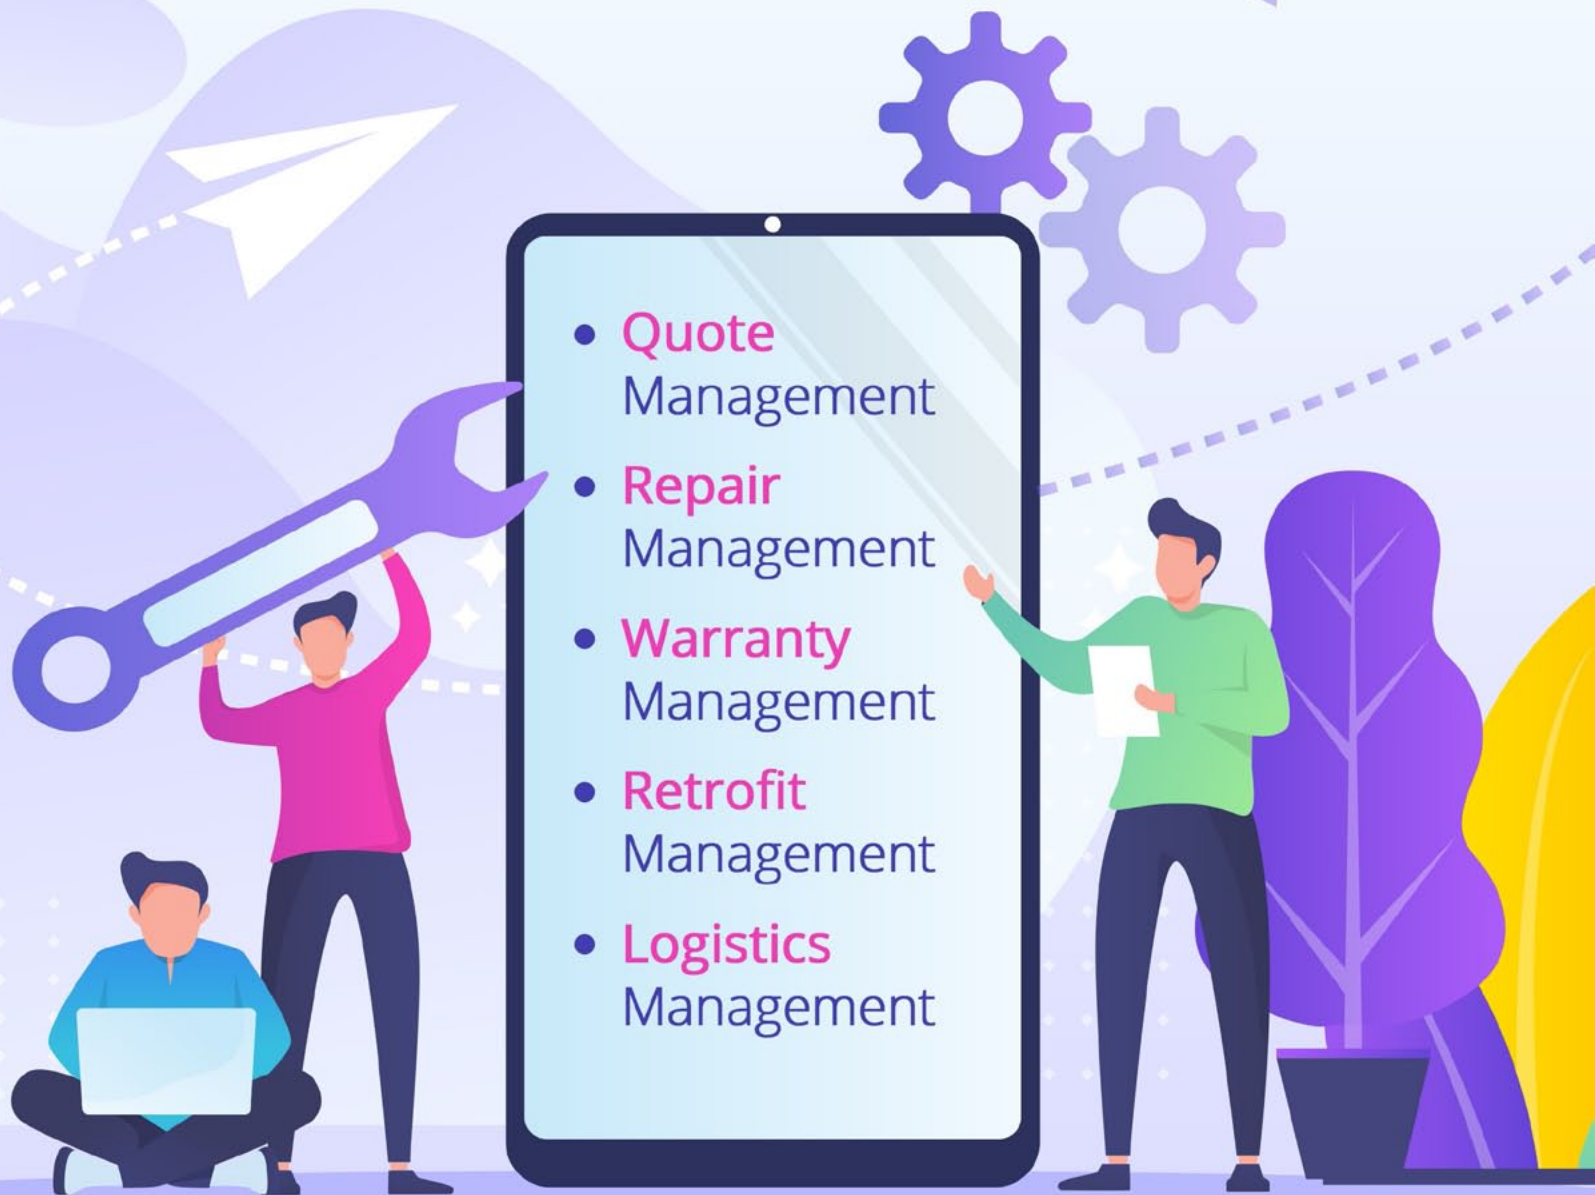 Quote
Management
Repair
Management
Warranty
Management
Retrofit
Management
Logistics
Management